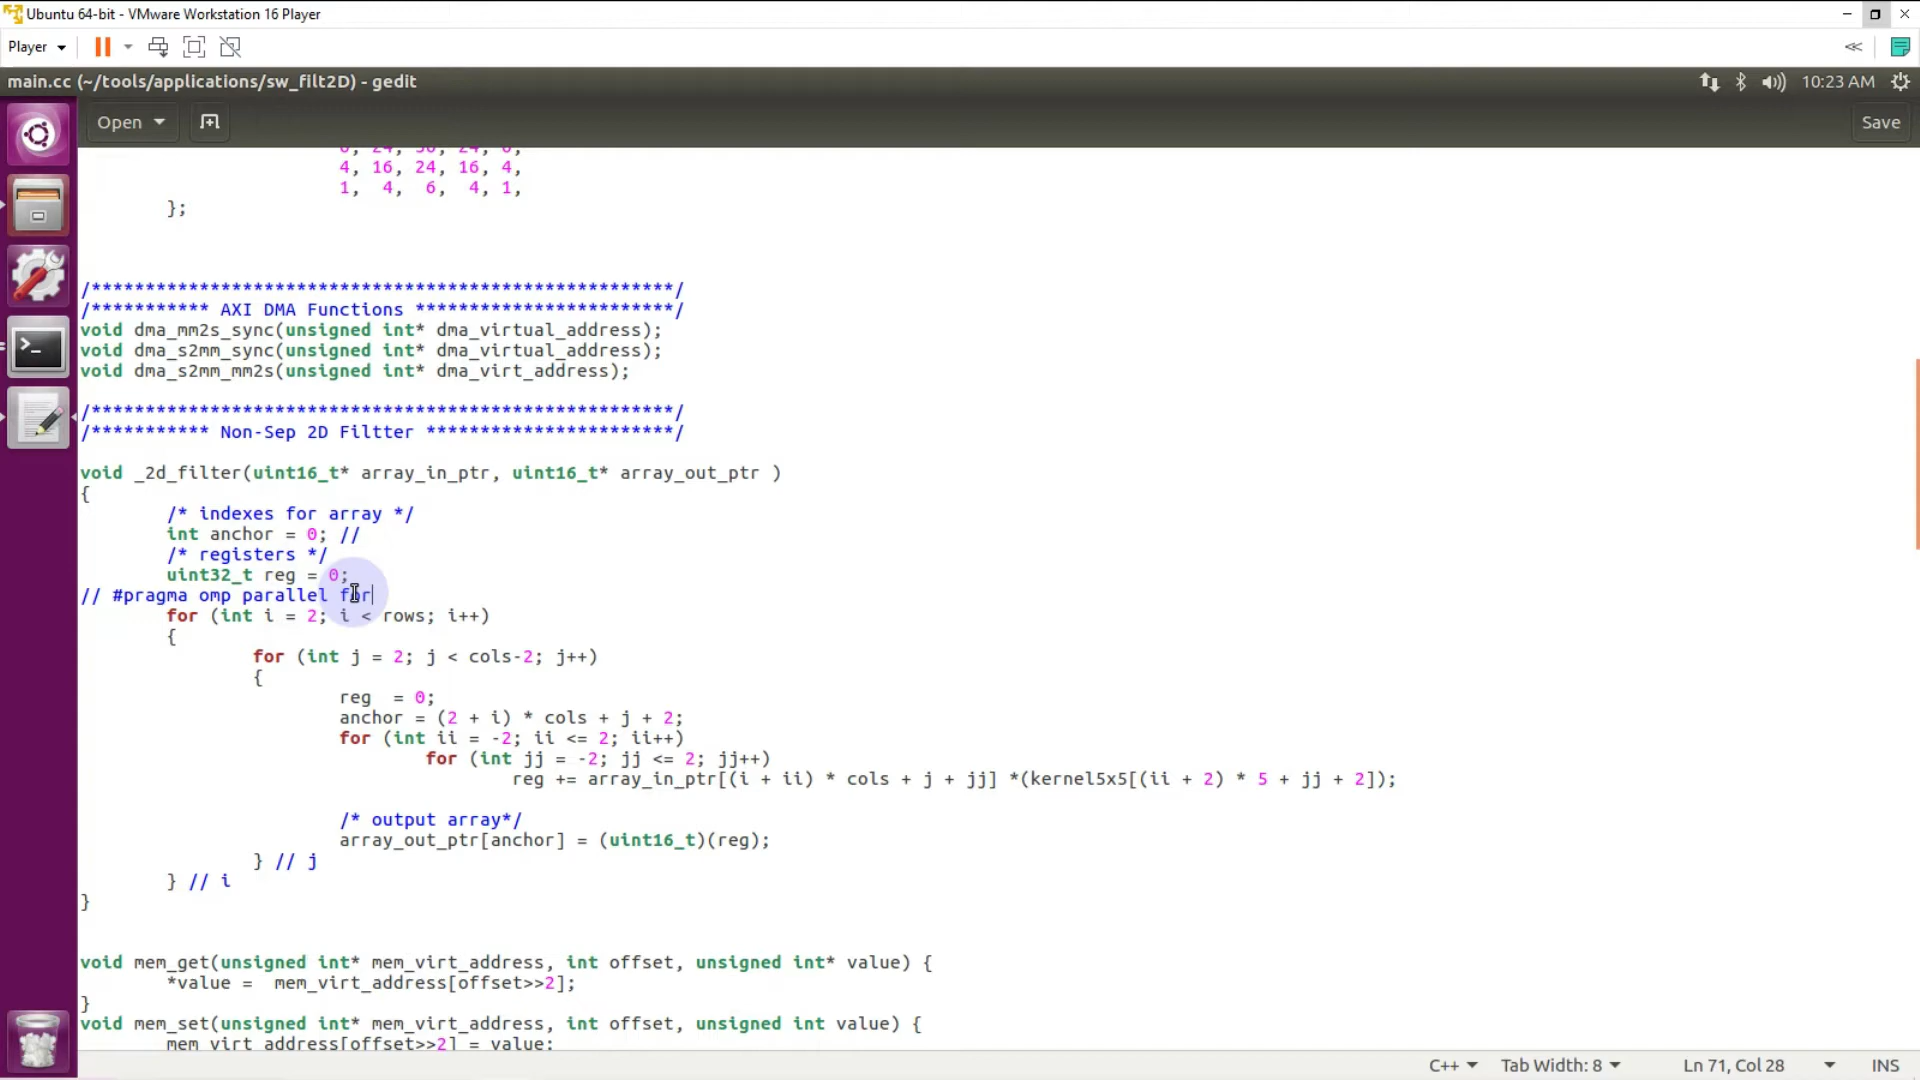 Ubuntu 64-bit - VMware Workstation 16 Player
Player
main.cc (~/tools/applications/sw_filt2D) - gedit
10:23 AM
Open
Save
4, 16, 24, 16, 4,
1, 4, 6, 4, 1,
};
/******************************************************/
/*********** AXI DMA Functions ************************/
void dma_mm2s_sync(unsigned int* dma_virtual_address);
void dma_s2mm_sync(unsigned int* dma_virtual_address);
void dma_s2mm_mm2s(unsigned int* dma_virt_address);
/******************************************************/
/*********** Non-Sep 2D Filtter ***********************/
void _2d_filter(uint16_t* array_in_ptr, uint16_t* array_out_ptr )
{
/* indexes for array */
int anchor = 0; //
/* registers */
uint32_t reg = 0;
// #pragma omp parallel for
for (int i = 2; i < rows; i++)
{
for (int j = 2; j < cols-2; j++)
{
reg = 0;
anchor = (2 + i) * cols + j + 2;
for (int ii = -2; ii <= 2; ii++)
for (int jj = -2; jj <= 2; jj++)
reg += array_in_ptr[(i + ii) * cols + j + jj] *(kernel5x5[(ii + 2) * 5 + jj + 2]);
/* output array*/
array_out_ptr[anchor] = (uint16_t)(reg);
} // j
} // i
}
void mem_get(unsigned int* mem_virt_address, int offset, unsigned int* value) {
*value = mem_virt_address[offset>>2];
}
void mem_set(unsigned int* mem_virt_address, int offset, unsigned int value) {
mem_virt_address[offset>>2] = value;
C++
Tab Width: 8
Ln 71, Col 28
INS